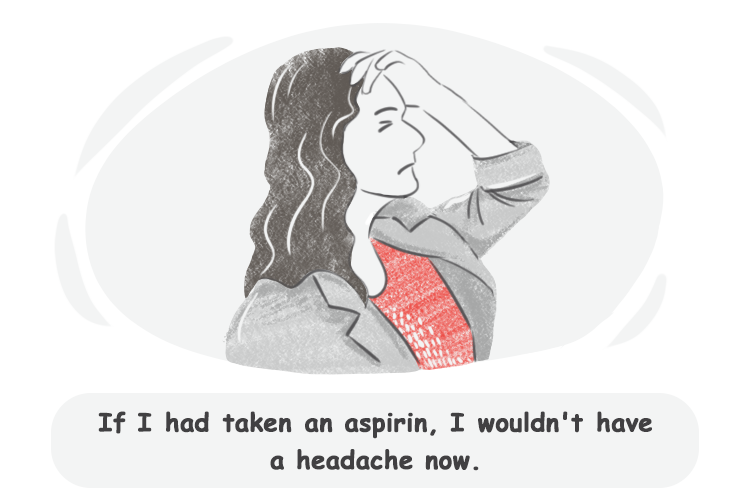 If I had taken an aspirin, I wouldn't have
a headache now.